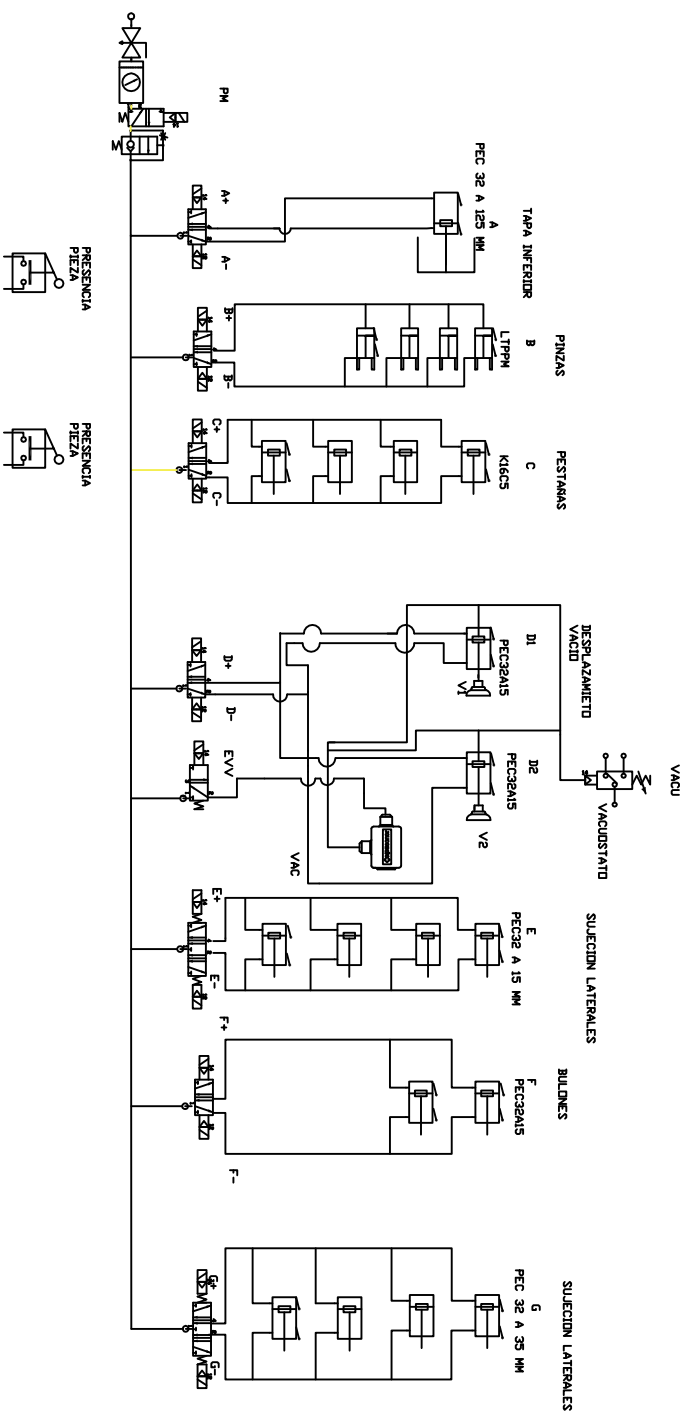 PM
TAPA INFERIOR
A
PEC 32 A 125 MM
A+
A-
PRESENCIA
PIEZA
PINZAS
B
LTPPM
B+
B-
PESTAÑAS
C
K16C5
C+
C-
PRESENCIA
PIEZA
DESPLAZAMIETO
VACIO
D1
PEC32A15
V1
D+
D-
VACU
VACUOSTATO
D2
PEC32A15
V2
EVV
VAC
SUJECION LATERALES
E
PEC32 A 15 MM
E+
E-
BULONES
F
PEC32A15
F+
F-
SUJECION LATERALES
G
PEC 32 A 35 MM
G+
G-